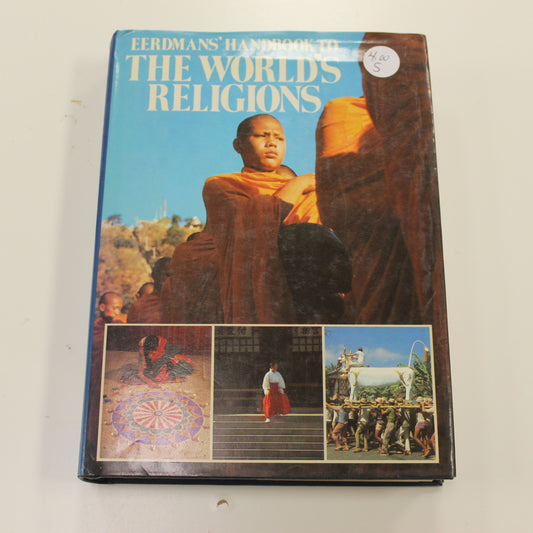 EERDMANS' HANDBOOK TO
THE WORLD'S
RELIGIONS
4.00
S